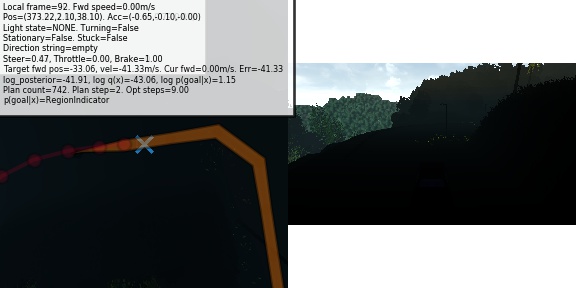 Local frame=92. Fwd speed=0.00m/s
Pos=(373.22,2.10,38.10). Acc=(-0.65,-0.10,-0.00)
Light state=NONE. Turning=False
Stationary=False. Stuck=False
Direction string=empty
Steer=0.47, Throttle=0.00, Brake=1.00
Target fwd pos=-33.06, vel=-41.33m/s. Cur fwd=0.00m/s. Err=-41.33
log_posterior=-41.91, log q(x)=-43.06, log p(goal|x)=1.15
Plan count=742. Plan step=2. Opt steps=9.00
p(goal|x)=RegionIndicator